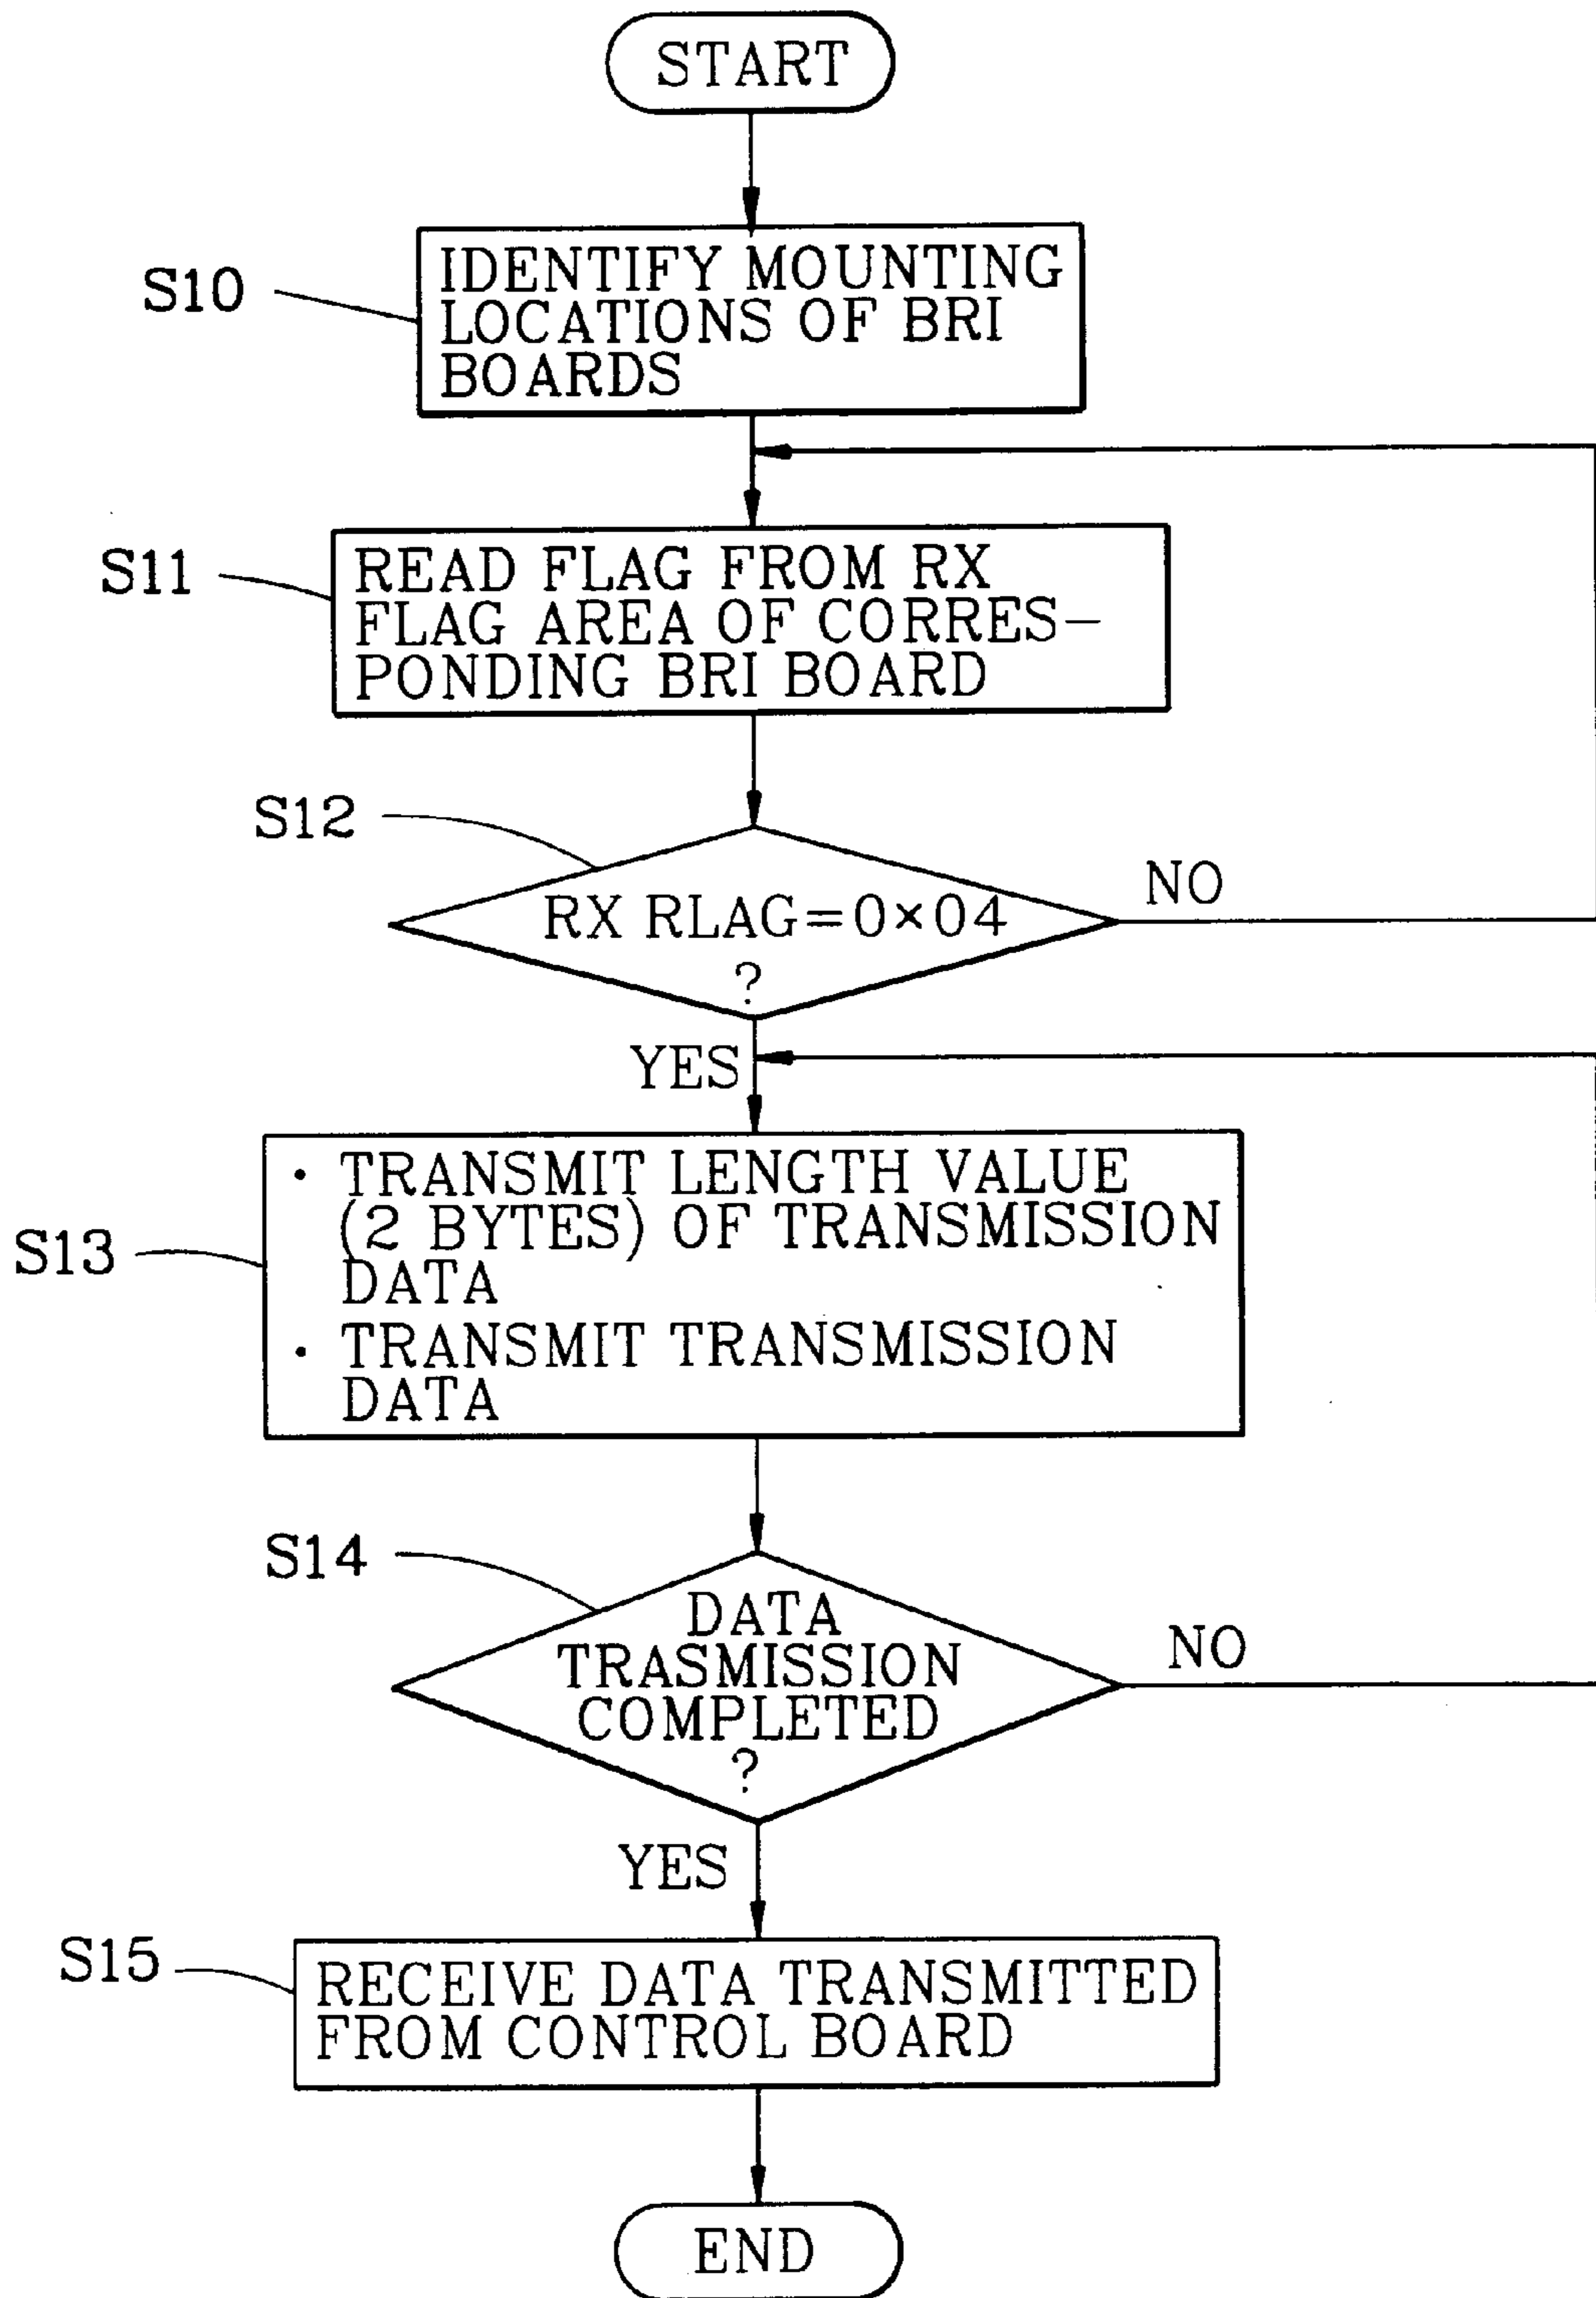 START
S10
IDENTIFY MOUNTING
LOCATIONS OF BRI
BOARDS
S11
READ FLAG FROM RX
FLAG AREA OF CORRES-
PONDING BRI BOARD
S12
RX RLAG=0×04
?
NO
YES
S13
· TRANSMIT LENGTH VALUE
(2 BYTES) OF TRANSMISSION
DATA
· TRANSMIT TRANSMISSION
DATA
S14
DATA
TRASMISSION
COMPLETED
?
NO
YES
S15
RECEIVE DATA TRANSMITTED
FROM CONTROL BOARD
END